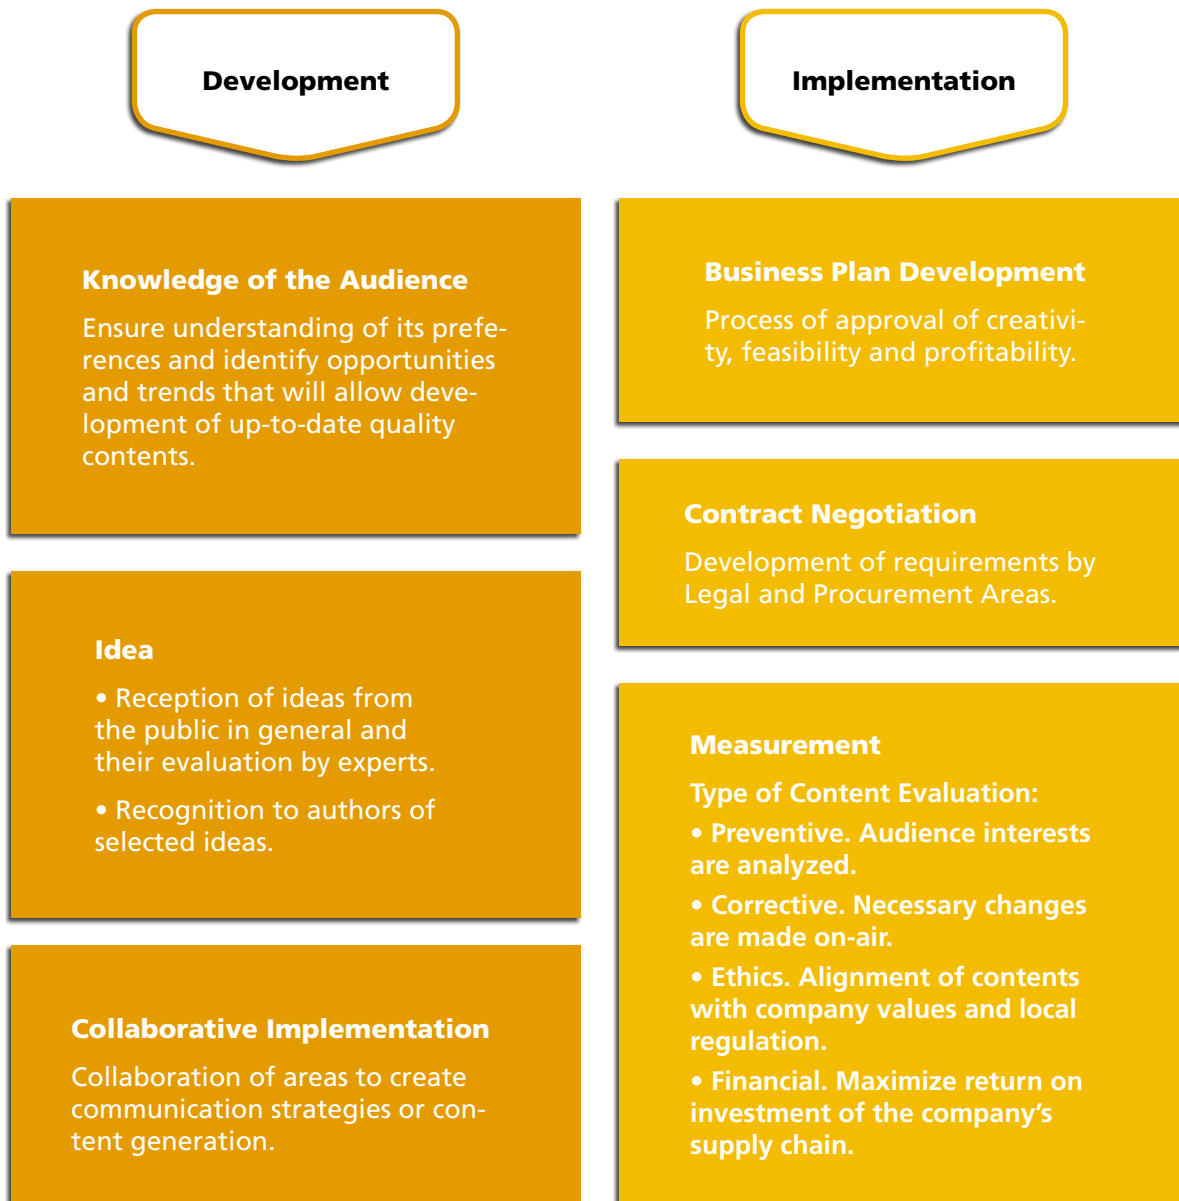 Development
Knowledge of the Audience
Ensure understanding of its prefe-
rences and identify opportunities
and trends that will allow deve-
lopment of up-to-date quality
contents.
Idea
• Reception of ideas from
the public in general and
their evaluation by experts.
• Recognition to authors of
selected ideas.
Collaborative Implementation
Collaboration of areas to create
communication strategies or con-
tent generation.
Implementation
Business Plan Development
Process of approval of creativi-
ty, feasibility and profitability.
Contract Negotiation
Development of requirements by
Legal and Procurement Areas.
Measurement
Type of Content Evaluation:
• Preventive. Audience interests
are analyzed.
• Corrective. Necessary changes
are made on-air.
• Ethics. Alignment of contents
with company values and local
regulation.
• Financial. Maximize return on
investment of the company’s
supply chain.